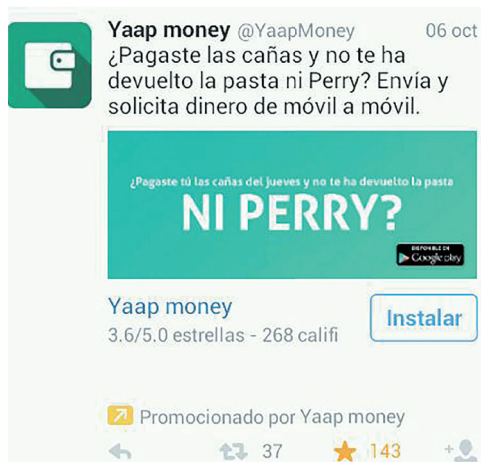 Yaap money @YaapMoney 06 oct
¿Pagaste las cañas y no te ha
devuelto la pasta ni Perry? Envía y
solicita dinero de móvil a móvil.
¿Pagaste tú las cañas del jueves y no te ha devuelto la pasta
NI PERRY?
DISPONIBLE EN
Google play
Yaap money
Instalar
3.6/5.0 estrellas - 268 califi
Promocionado por Yaap money
37 143